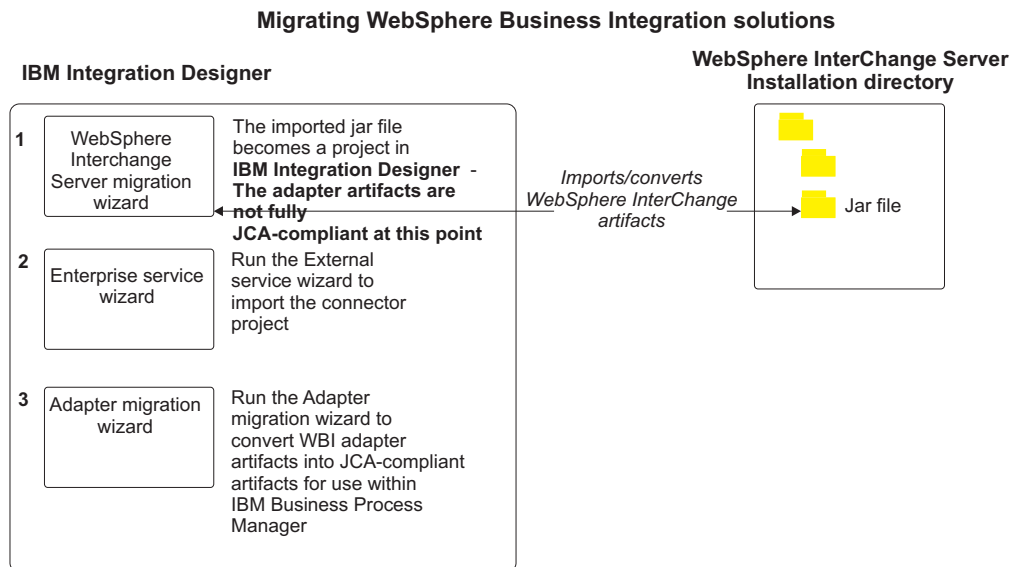 Migrating WebSphere Business Integration solutions
IBM Integration Designer
WebSphere InterChange Server
Installation directory
1
WebSphere
Interchange
Server migration
wizard
The imported jar file
becomes a project in
IBM Integration Designer -
The adapter artifacts are
not fully
JCA-compliant at this point
Imports/converts
WebSphere InterChange
artifacts
Jar file
2
Enterprise service
wizard
Run the External
service wizard to
import the connector
project
3
Adapter migration
wizard
Run the Adapter
migration wizard to
convert WBI adapter
artifacts into JCA-compliant
artifacts for use within
IBM Business Process
Manager